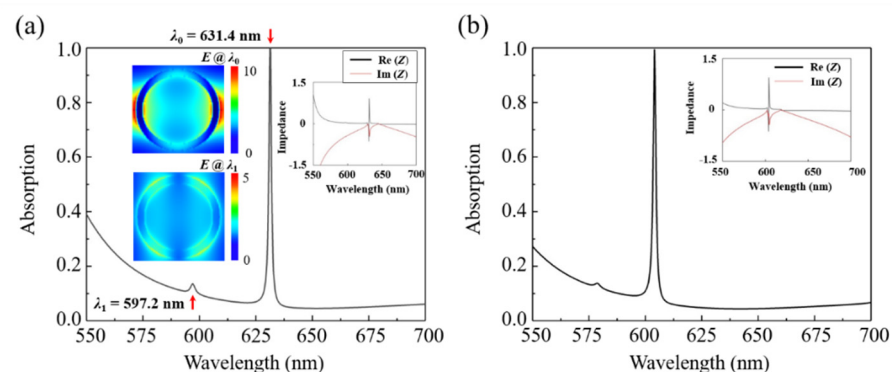 (a)
λ0 = 631.4 nm
1.0
0.8
0.6
0.4
0.2
0.0
Absorption
E @ λ0
10
0
E @ λ1
5
0
λ1 = 597.2 nm
Re (Z)
Im (Z)
1.5
0
-1.5
Impedance
550 600 650 700
Wavelength (nm)
550 575 600 625 650 675 700
Wavelength (nm)
(b)
1.0
0.8
0.6
0.4
0.2
0.0
Absorption
Re (Z)
Im (Z)
1.5
0
-1.5
Impedance
550 600 650 700
Wavelength (nm)
550 575 600 625 650 675 700
Wavelength (nm)